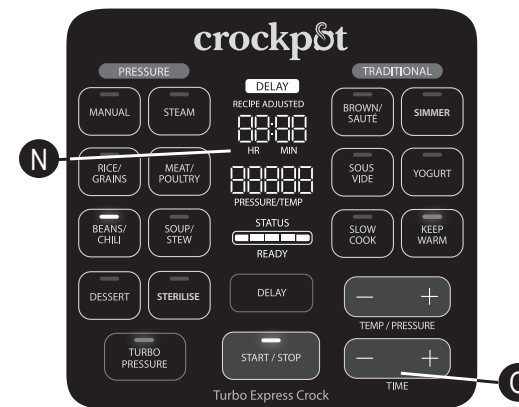 crockpot
PRESSURE
TRADITIONAL
DELAY
RECIPE ADJUSTED
88:88
HR MIN
88888
PRESSURE/TEMP
STATUS
READY
MANUAL
STEAM
RICE/
GRAINS
MEAT/
POULTRY
BEANS/
CHILI
SOUP/
STEW
DESSERT
STERILISE
TURBO
PRESSURE
BROWN/
SAUTÉ
SIMMER
SOUS
VIDE
YOGURT
SLOW
COOK
KEEP
WARM
DELAY
START / STOP
— +
TEMP / PRESSURE
— +
TIME
Turbo Express Crock
N